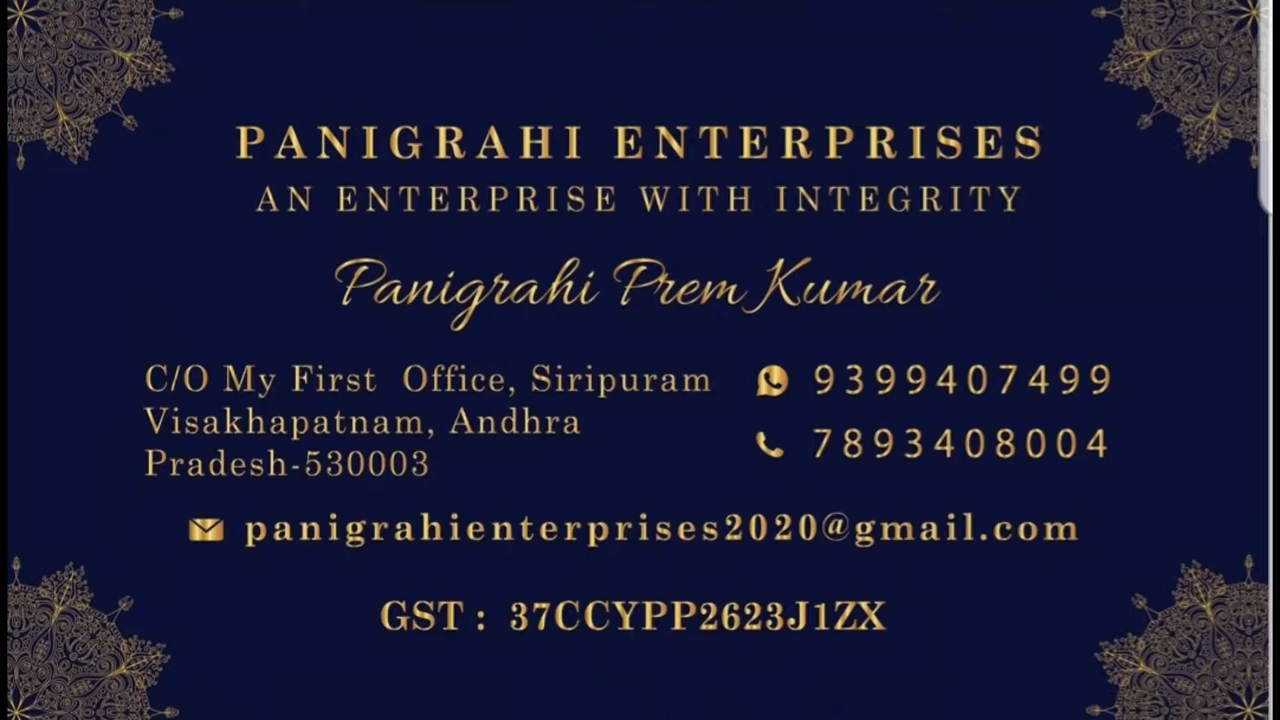 PANIGRAHI ENTERPRISES
AN ENTERPRISE WITH INTEGRITY
Panigrahi Prem Kumar
C/O My First Office, Siripuram
Visakhapatnam, Andhra
Pradesh-530003
9399407499
7893408004
panigrahienterprises2020@gmail.com
GST : 37CCYPP2623J1ZX